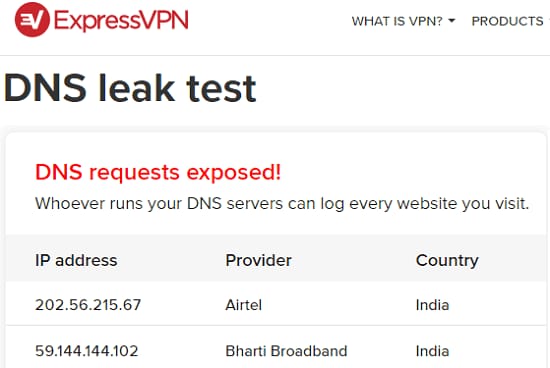 ExpressVPN
WHAT IS VPN? PRODUCTS
DNS leak test
DNS requests exposed!
Whoever runs your DNS servers can log every website you visit.
IP address Provider Country
202.56.215.67 Airtel India
59.144.144.102 Bharti Broadband India